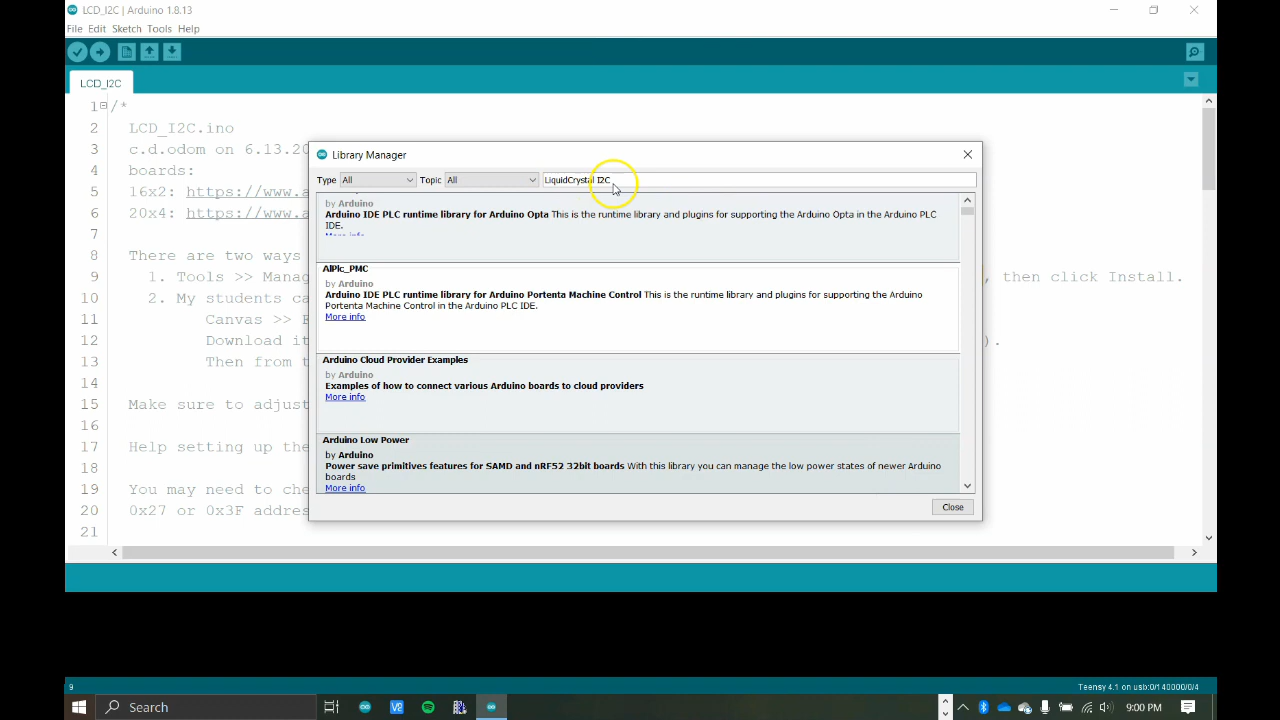 LCD_I2C | Arduino 1.8.13
File Edit Sketch Tools Help
LCD_I2C
1 /*
2 LCD_I2C.ino
3 c.d.odom on 6.13.20
4 boards:
5 16x2: https://www.a
6 20x4: https://www.a
7
8 There are two ways
9 1. Tools >> Manag , then click Install.
10 2. My students ca
11 Canvas >> E
12 Download it ).
13 Then from t
14
15 Make sure to adjust
16
17 Help setting up the
18
19 You may need to che
20 0x27 or 0x3F addres
21
Library Manager
Type All Topic All LiquidCrystal I2C
by Arduino
Arduino IDE PLC runtime library for Arduino Opta This is the runtime library and plugins for supporting the Arduino Opta in the Arduino PLC
IDE.
More info
AlPlc_PMC
by Arduino
Arduino IDE PLC runtime library for Arduino Portenta Machine Control This is the runtime library and plugins for supporting the Arduino
Portenta Machine Control in the Arduino PLC IDE.
More info
Arduino Cloud Provider Examples
by Arduino
Examples of how to connect various Arduino boards to cloud providers
More info
Arduino Low Power
by Arduino
Power save primitives features for SAMD and nRF52 32bit boards With this library you can manage the low power states of newer Arduino
boards
More info
Close
9 Teensy 4.1 on usb:0/140000/0/4
Search 9:00 PM